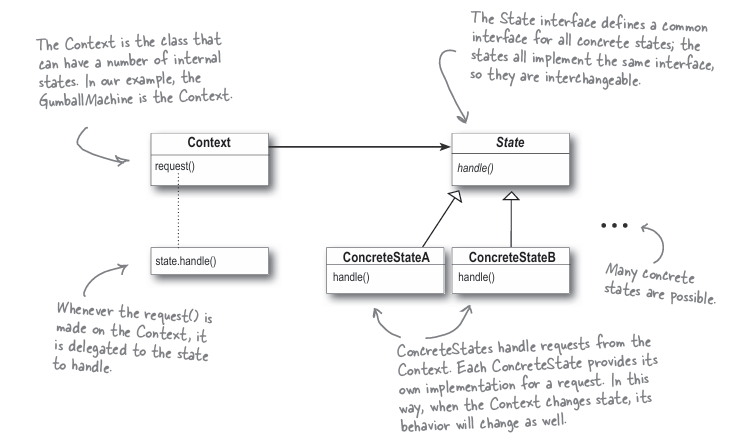 The Context is the class that
can have a number of internal
states. In our example, the
GumballMachine is the Context.
The State interface defines a common
interface for all concrete states; the
states all implement the same interface,
so they are interchangeable.
Context
request()
State
handle()
state.handle()
ConcreteStateA
handle()
ConcreteStateB
handle()
Many concrete
states are possible.
Whenever the request() is
made on the Context, it
is delegated to the state
to handle.
ConcreteStates handle requests from the
Context. Each ConcreteState provides its
own implementation for a request. In this
way, when the Context changes state, its
behavior will change as well.